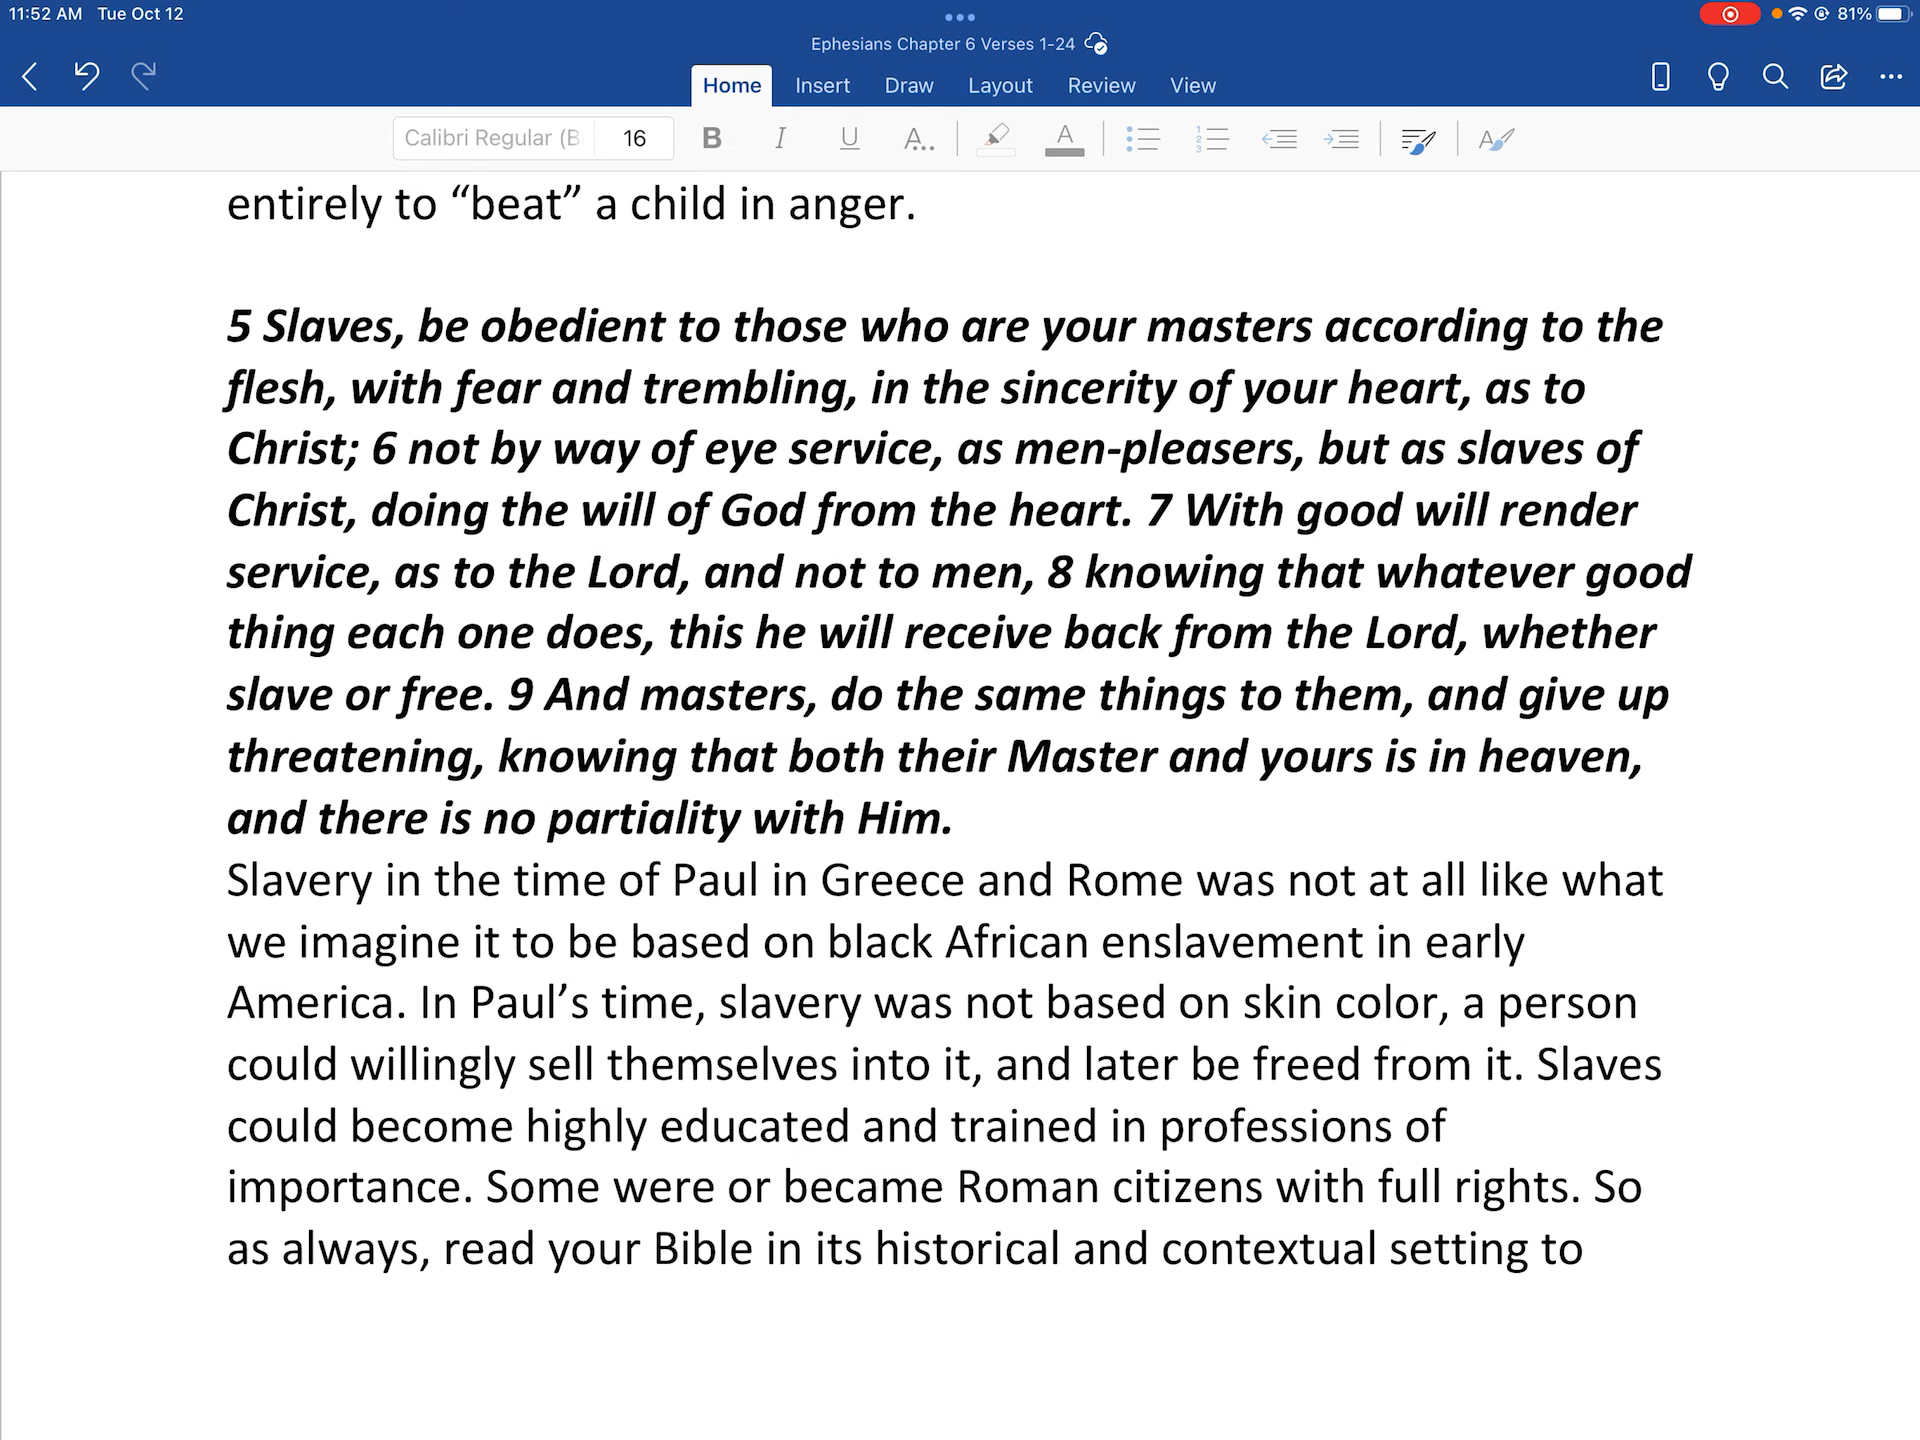 11:52 AM Tue Oct 12
81%
Ephesians Chapter 6 Verses 1-24
Home Insert Draw Layout Review View
Calibri Regular (B 16 B I U A.. A A
entirely to “beat” a child in anger.
5 Slaves, be obedient to those who are your masters according to the
flesh, with fear and trembling, in the sincerity of your heart, as to
Christ; 6 not by way of eye service, as men-pleasers, but as slaves of
Christ, doing the will of God from the heart. 7 With good will render
service, as to the Lord, and not to men, 8 knowing that whatever good
thing each one does, this he will receive back from the Lord, whether
slave or free. 9 And masters, do the same things to them, and give up
threatening, knowing that both their Master and yours is in heaven,
and there is no partiality with Him.
Slavery in the time of Paul in Greece and Rome was not at all like what
we imagine it to be based on black African enslavement in early
America. In Paul’s time, slavery was not based on skin color, a person
could willingly sell themselves into it, and later be freed from it. Slaves
could become highly educated and trained in professions of
importance. Some were or became Roman citizens with full rights. So
as always, read your Bible in its historical and contextual setting to